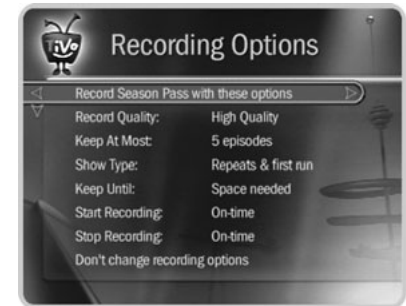 TiVo
Recording Options
Record Season Pass with these options
Record Quality: High Quality
Keep At Most: 5 episodes
Show Type: Repeats & first run
Keep Until: Space needed
Start Recording: On-time
Stop Recording: On-time
Don't change recording options